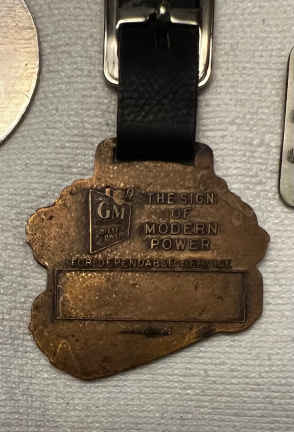 GM
THE SIGN
OF
MODERN
POWER
FOR DEPENDABLE SERVICE